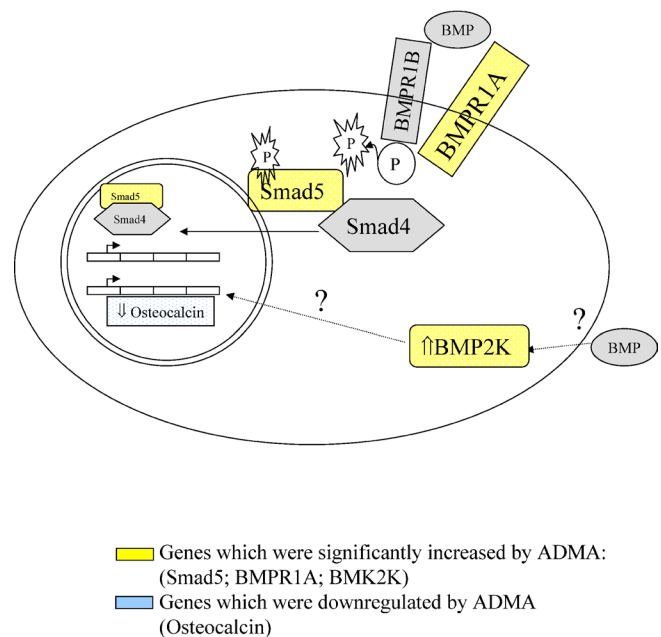 BMP
BMPR1B
BMPR1A
P
P
P
Smad5
Smad5
Smad4
Smad4
⇓ Osteocalcin
?
?
⇑BMP2K
BMP
Genes which were significantly increased by ADMA:
(Smad5; BMPR1A; BMK2K)
Genes which were downregulated by ADMA
(Osteocalcin)